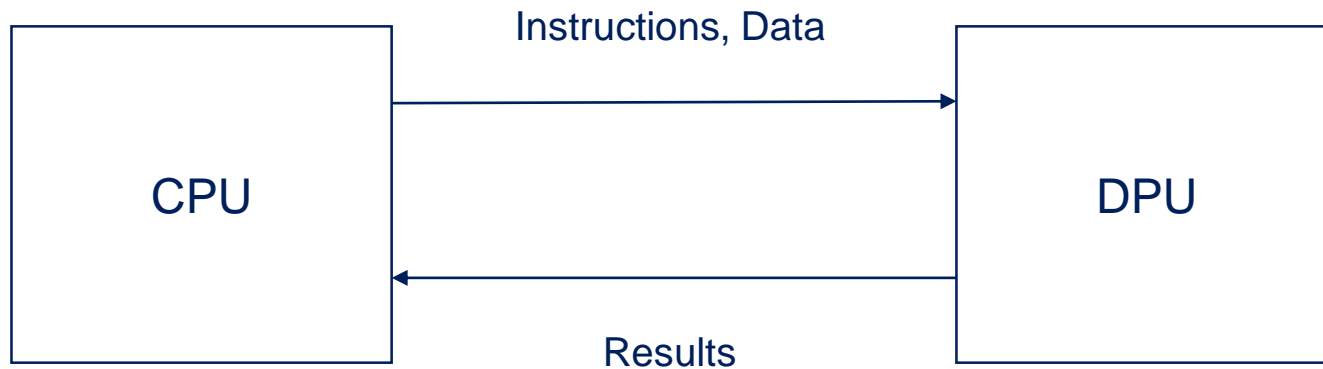 Instructions, Data
CPU
DPU
Results